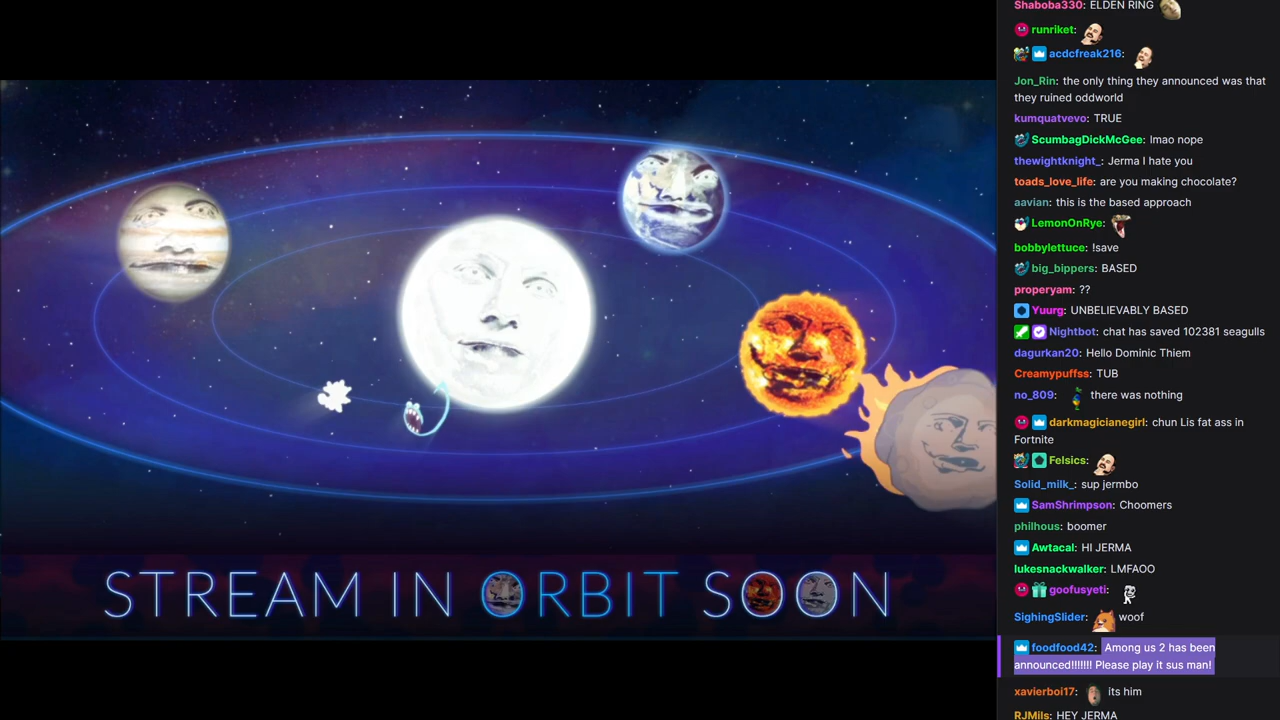 STREAM IN ORBIT SOON
Shaboba330: ELDEN RING
runriket:
acdcfreak216:
Jon_Rin: the only thing they announced was that
they ruined oddworld
kumquatvevo: TRUE
ScumbagDickMcGee: lmao nope
thewightknight_: Jerma I hate you
toads_love_life: are you making chocolate?
aavian: this is the based approach
LemonOnRye:
bobbylettuce: !save
big_bippers: BASED
properyam: ??
Yuurg: UNBELIEVABLY BASED
Nightbot: chat has saved 102381 seagulls
dagurkan20: Hello Dominic Thiem
Creamypuffss: TUB
no_809: there was nothing
darkmagicianegirl: chun Lis fat ass in
Fortnite
Felsics:
Solid_milk_: sup jermbo
SamShrimpson: Choomers
philhous: boomer
Awtacal: HI JERMA
lukesnackwalker: LMFAOO
goofusyeti:
SighingSlider: woof
foodfood42: Among us 2 has been
announced!!!!!!! Please play it sus man!
xavierboi17: its him
RJMils: HEY JERMA